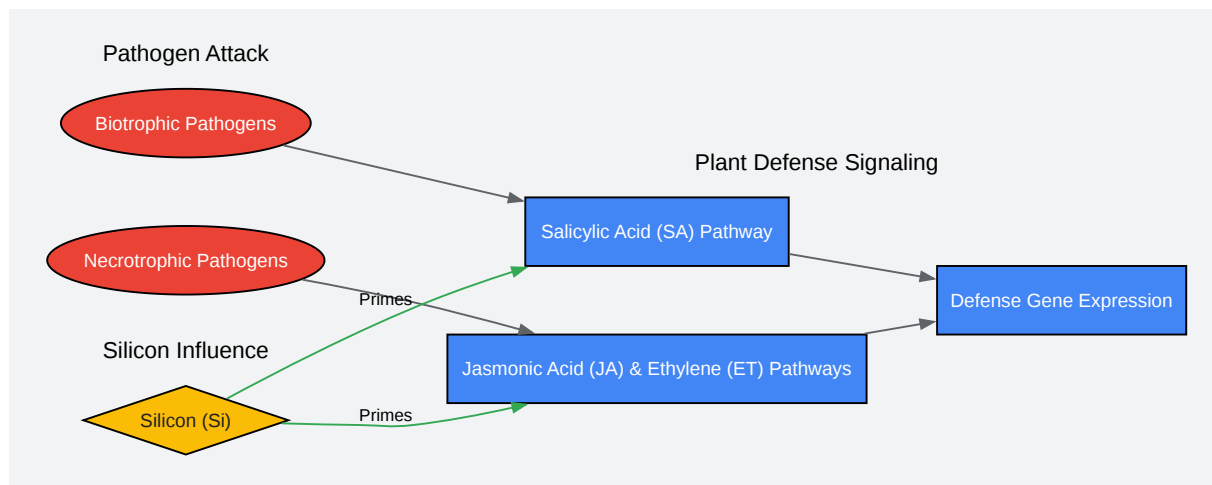 Pathogen Attack
Biotrophic Pathogens
Plant Defense Signaling
Salicylic Acid (SA) Pathway
Necrotrophic Pathogens
Primes
Defense Gene Expression
Silicon Influence
Jasmonic Acid (JA) & Ethylene (ET) Pathways
Primes
Silicon (Si)